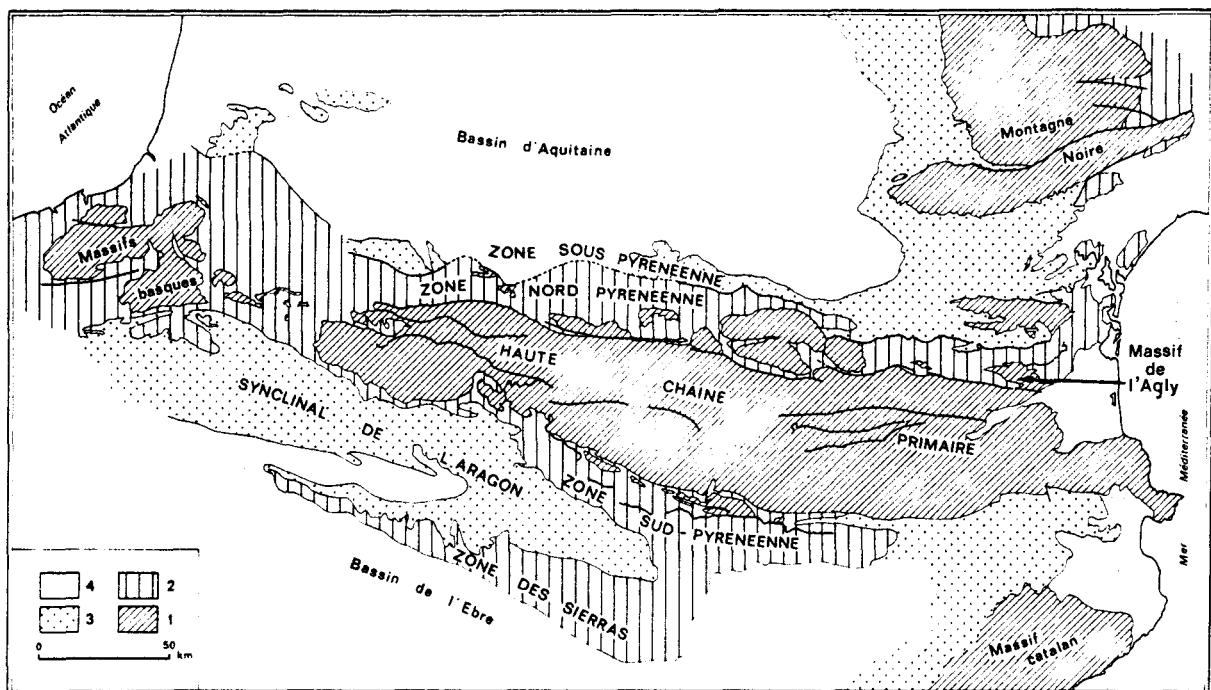 Océan
Atlantique
Bassin d'Aquitaine
Montagne
Noire
Massifs
basques
ZONE SOUS PYRENEENNE
ZONE NORD PYRENEENNE
HAUTE
CHAINE
PRIMAIRE
Massif
de
l'Agly
Mer Méditerranée
SYNCLINAL
DE
L'ARAGON
ZONE
SUD-PYRENEENNE
ZONE DES SIERRAS
Bassin de l'Ebre
Massif
catalan
4 2
3 1
0 50
km